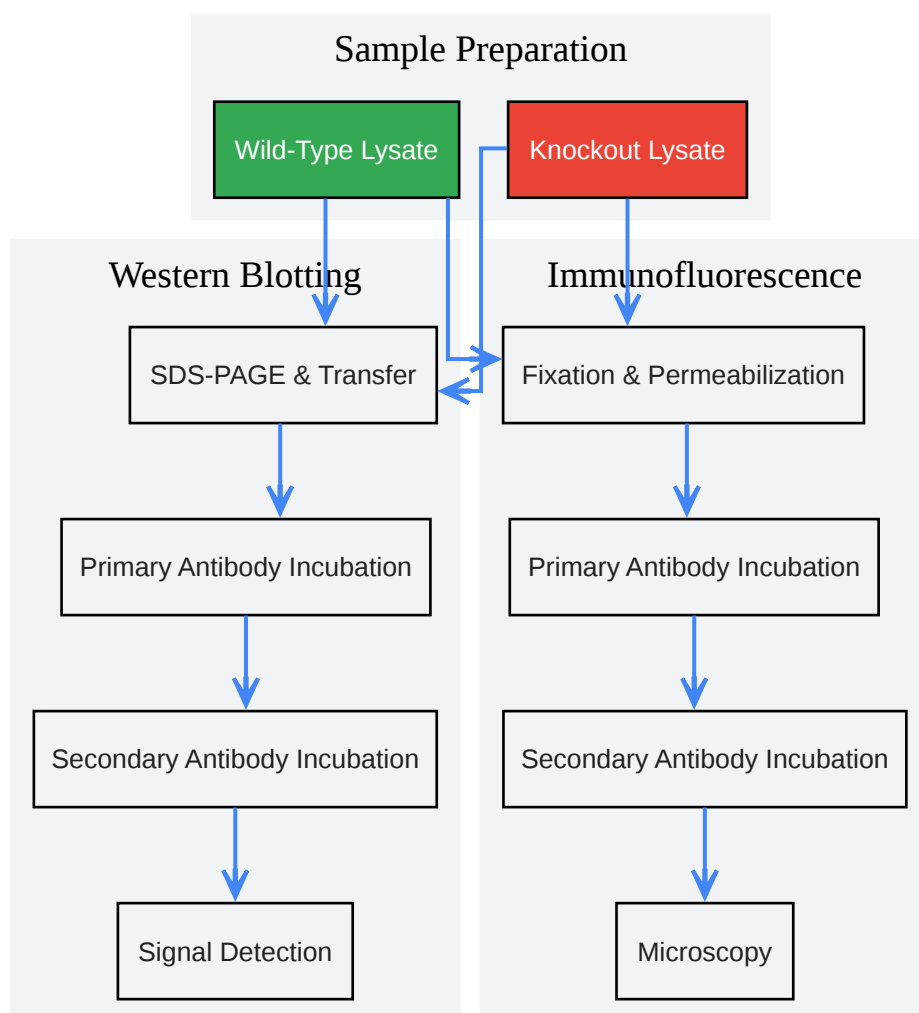 Sample Preparation
Wild-Type Lysate
Knockout Lysate
Western Blotting
SDS-PAGE & Transfer
Primary Antibody Incubation
Secondary Antibody Incubation
Signal Detection
Immunofluorescence
Fixation & Permeabilization
Primary Antibody Incubation
Secondary Antibody Incubation
Microscopy